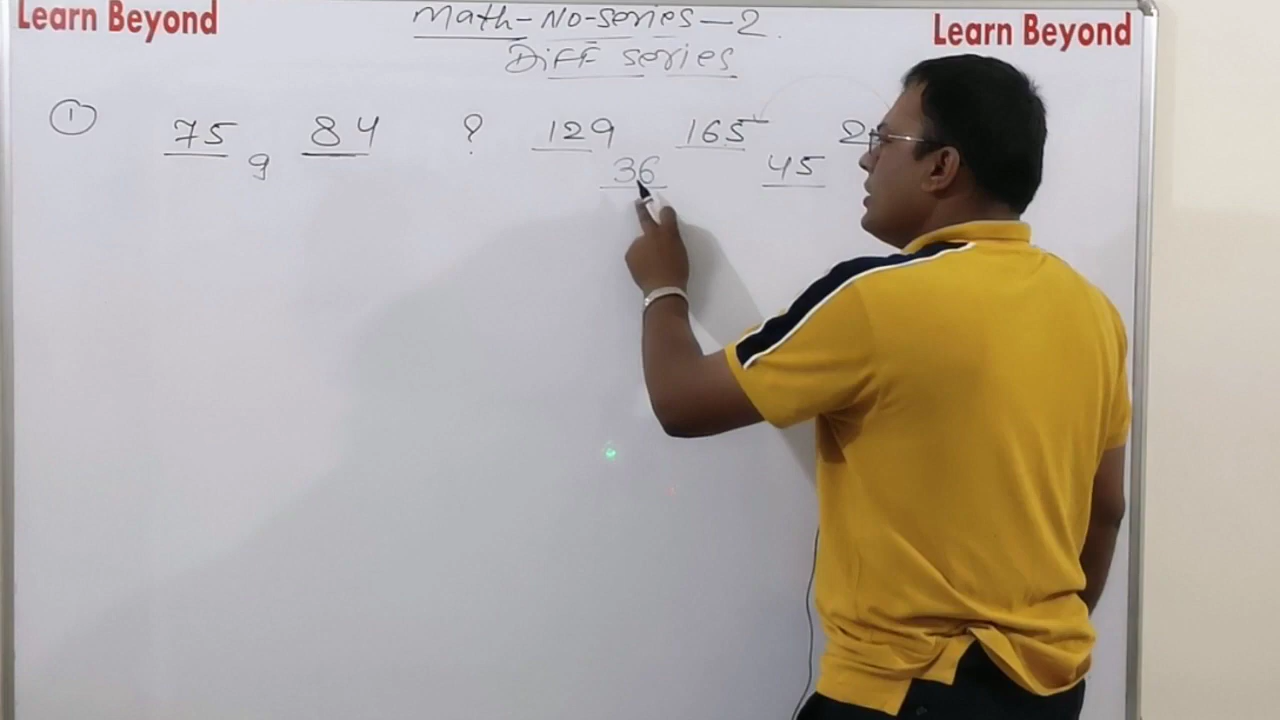 Learn Beyond
Math-No-series-2
Learn Beyond
Diff series
1 75 84 ? 129 165
9 36 45